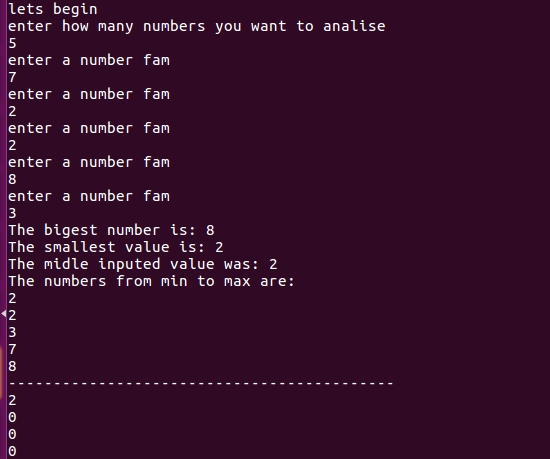 lets begin
enter how many numbers you want to analise
5
enter a number fam
7
enter a number fam
2
enter a number fam
2
enter a number fam
8
enter a number fam
3
The bigest number is: 8
The smallest value is: 2
The midle inputed value was: 2
The numbers from min to max are:
2
2
3
7
8
-------------------------------------------
2
0
0
0